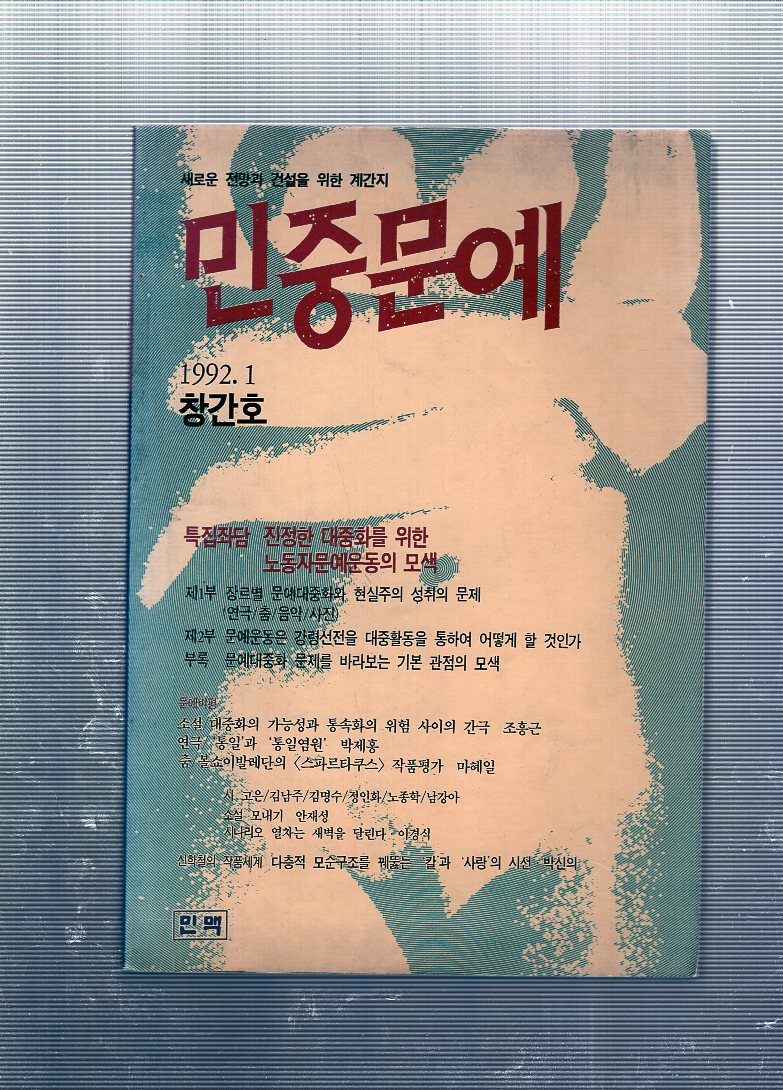 새로운 전망과 건설을 위한 계간지
민중문예
1992. 1
창간호
특집좌담 진정한 대중화를 위한
노동자문예운동의 모색
제1부 장르별 문예대중화와 현실주의 성취의 문제
(연극/춤/음악/사진)
제2부 문예운동은 강령선전을 대중활동을 통하여 어떻게 할 것인가
부록 문예대중화 문제를 바라보는 기본 관점의 모색
문예비평
소설 대중화의 가능성과 통속화의 위험 사이의 간극 조홍근
연극 '통일'과 '통일염원' 박제홍
춤 볼쇼이발레단의 〈스파르타쿠스〉 작품평가 마혜일
시 고은/김남주/김명수/정인화/노종학/남강아
소설 모내기 안재성
시나리오 열차는 새벽을 달린다 이경식
신학철의 작품세계 다층적 모순구조를 꿰뚫는 '칼'과 '사랑'의 시선 박신의
민맥